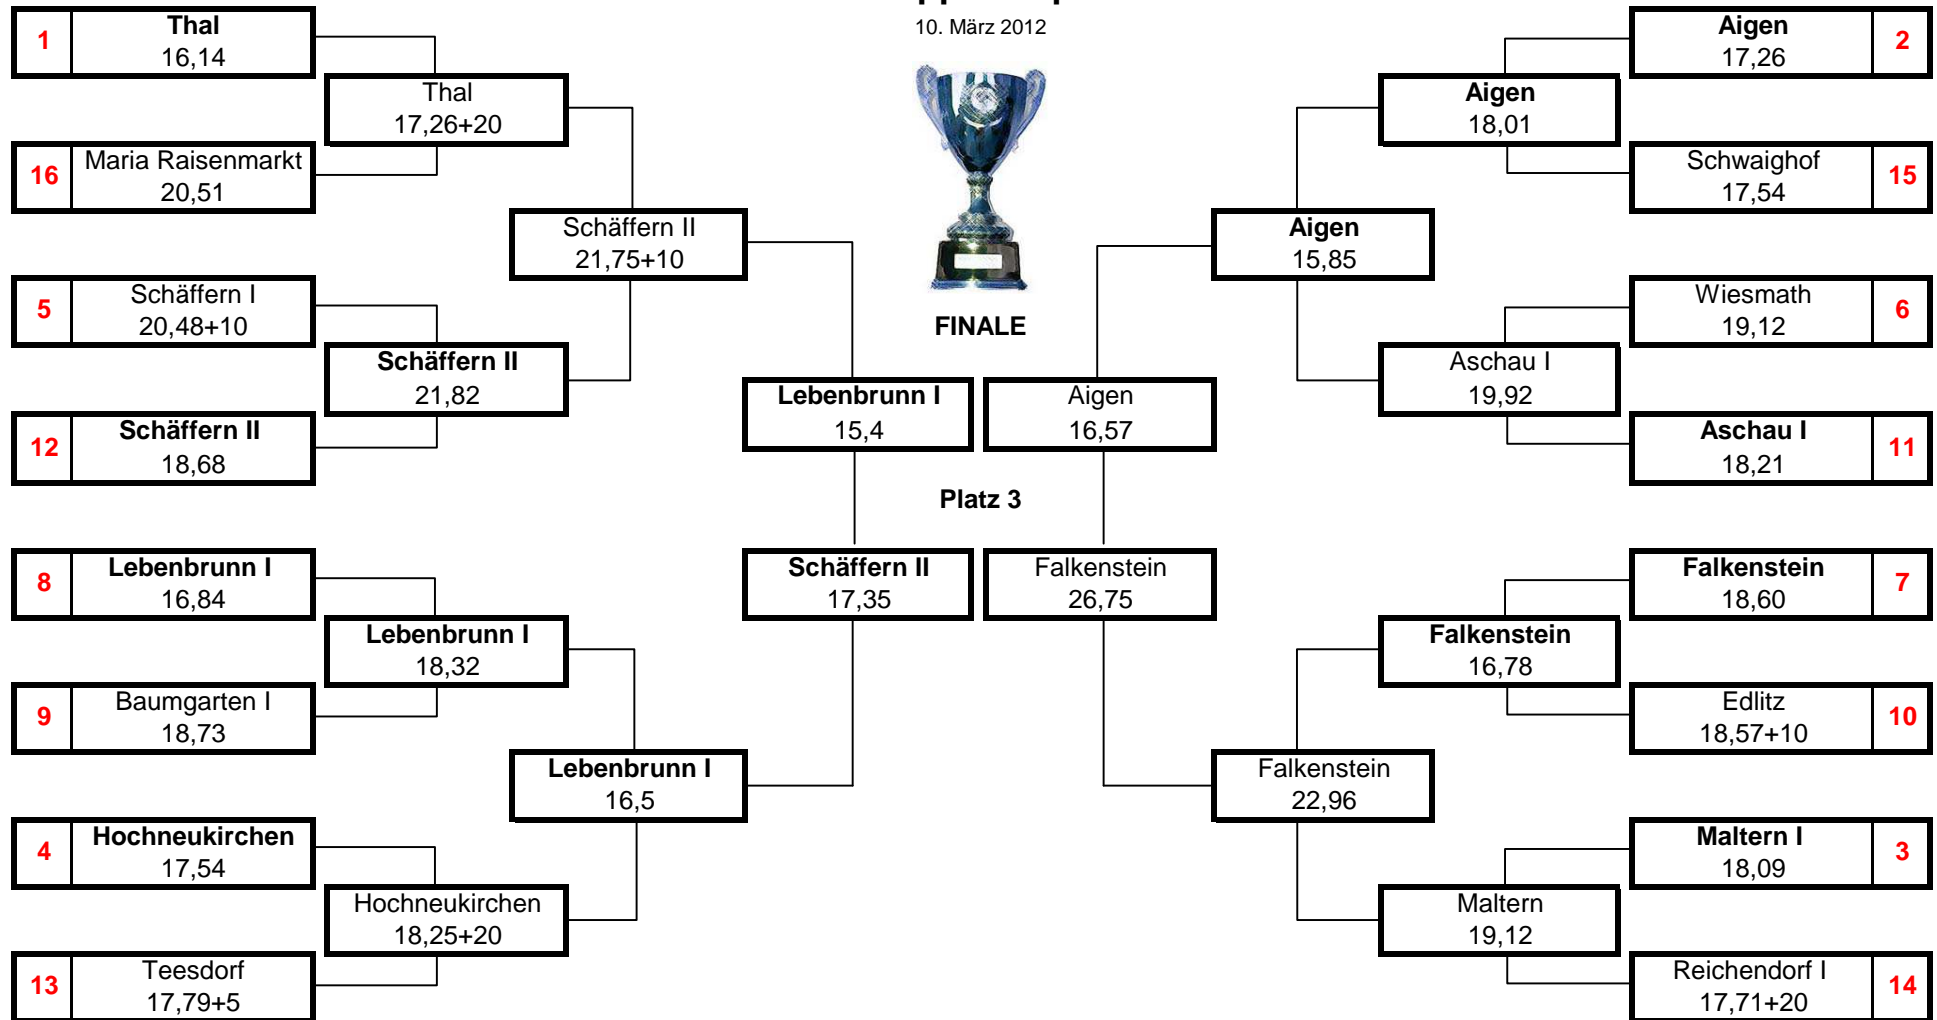 10. März 2012
1
Thal
16,14
Thal
17,26+20
16
Maria Raisenmarkt
20,51
Schäffern II
21,75+10
5
Schäffern I
20,48+10
Schäffern II
21,82
12
Schäffern II
18,68
8
Lebenbrunn I
16,84
Lebenbrunn I
18,32
9
Baumgarten I
18,73
Lebenbrunn I
16,5
4
Hochneukirchen
17,54
Hochneukirchen
18,25+20
13
Teesdorf
17,79+5
FINALE
Lebenbrunn I
15,4
Aigen
16,57
Platz 3
Schäffern II
17,35
Falkenstein
26,75
Aigen
17,26
2
Aigen
18,01
Schwaighof
17,54
15
Aigen
15,85
Wiesmath
19,12
6
Aschau I
19,92
Aschau I
18,21
11
Falkenstein
18,60
7
Falkenstein
16,78
Edlitz
18,57+10
10
Falkenstein
22,96
Maltern I
18,09
3
Maltern
19,12
Reichendorf I
17,71+20
14